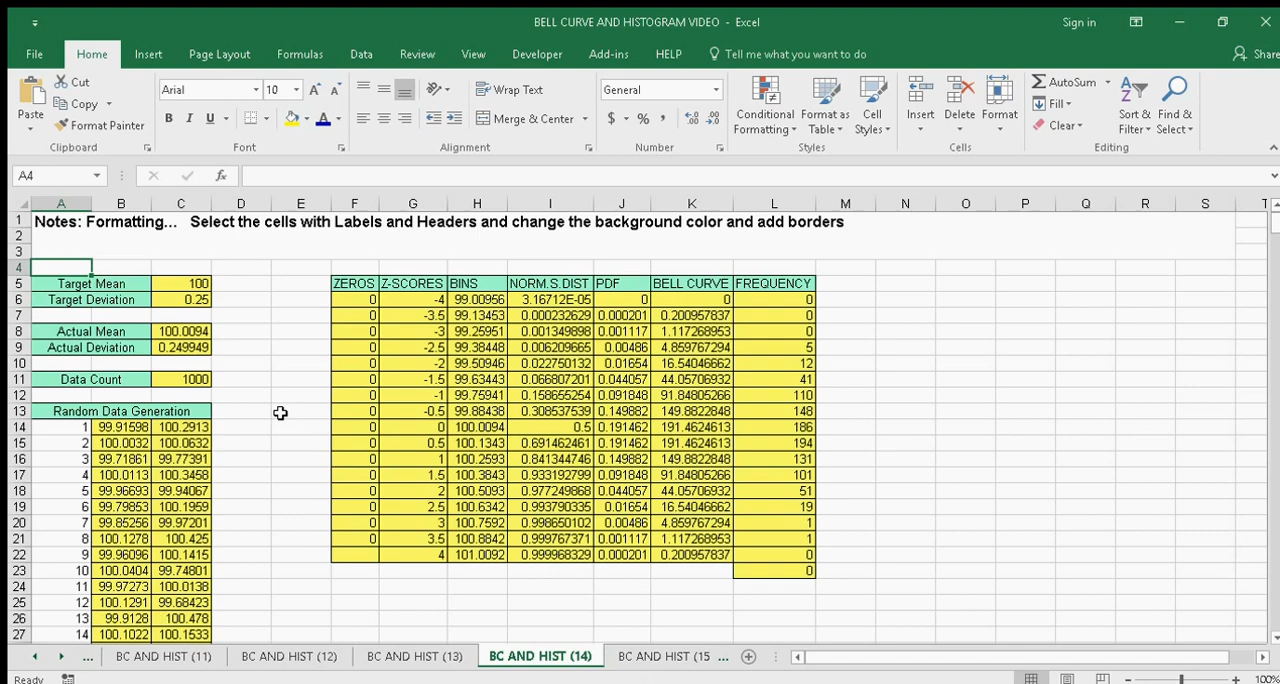 BELL CURVE AND HISTOGRAM VIDEO - Excel
Sign in
File Home Insert Page Layout Formulas Data Review View Developer Add-ins HELP Tell me what you want to do Share
Paste Cut Copy Format Painter Clipboard
Arial 10 A A B I U A Font
Wrap Text Merge & Center Alignment
General $ % , Number
Conditional Formatting Format as Table Cell Styles Styles
Insert Delete Format Cells
AutoSum Fill Clear Sort & Filter Find & Select Editing
A4 fx
A B C D E F G H I J K L M N O P Q R S T
1 Notes: Formatting... Select the cells with Labels and Headers and change the background color and add borders
2
3
4
5 Target Mean 100 ZEROS Z-SCORES BINS NORM.S.DIST PDF BELL CURVE FREQUENCY
6 Target Deviation 0.25 0 -4 99.00956 3.16712E-05 0 0 0
7 0 -3.5 99.13453 0.000232629 0.000201 0.200957837 0
8 Actual Mean 100.0094 0 -3 99.25951 0.001349898 0.001117 1.117268953 0
9 Actual Deviation 0.249949 0 -2.5 99.38448 0.006209665 0.00486 4.859767294 5
10 0 -2 99.50946 0.022750132 0.01654 16.54046662 12
11 Data Count 1000 0 -1.5 99.63443 0.066807201 0.044057 44.05706932 41
12 0 -1 99.75941 0.158655254 0.091848 91.84805266 110
13 Random Data Generation 0 -0.5 99.88438 0.308537539 0.149882 149.8822848 148
14 1 99.91598 100.2913 0 0 100.0094 0.5 0.191462 191.4624613 186
15 2 100.0032 100.0632 0 0.5 100.1343 0.691462461 0.191462 191.4624613 194
16 3 99.71861 99.77391 0 1 100.2593 0.841344746 0.149882 149.8822848 131
17 4 100.0113 100.3458 0 1.5 100.3843 0.933192799 0.091848 91.84805266 101
18 5 99.96693 99.94067 0 2 100.5093 0.977249868 0.044057 44.05706932 51
19 6 99.79853 100.1959 0 2.5 100.6342 0.993790335 0.01654 16.54046662 19
20 7 99.85256 99.97201 0 3 100.7592 0.998650102 0.00486 4.859767294 1
21 8 100.1278 100.425 0 3.5 100.8842 0.999767371 0.001117 1.117268953 1
22 9 99.96096 100.1415 4 101.0092 0.999968329 0.000201 0.200957837 0
23 10 100.0404 99.74801 0
24 11 99.97273 100.0138
25 12 100.1291 99.68423
26 13 99.9128 100.478
27 14 100.1022 100.1533
... BC AND HIST (11) BC AND HIST (12) BC AND HIST (13) BC AND HIST (14) BC AND HIST (15 ...
Ready 100%